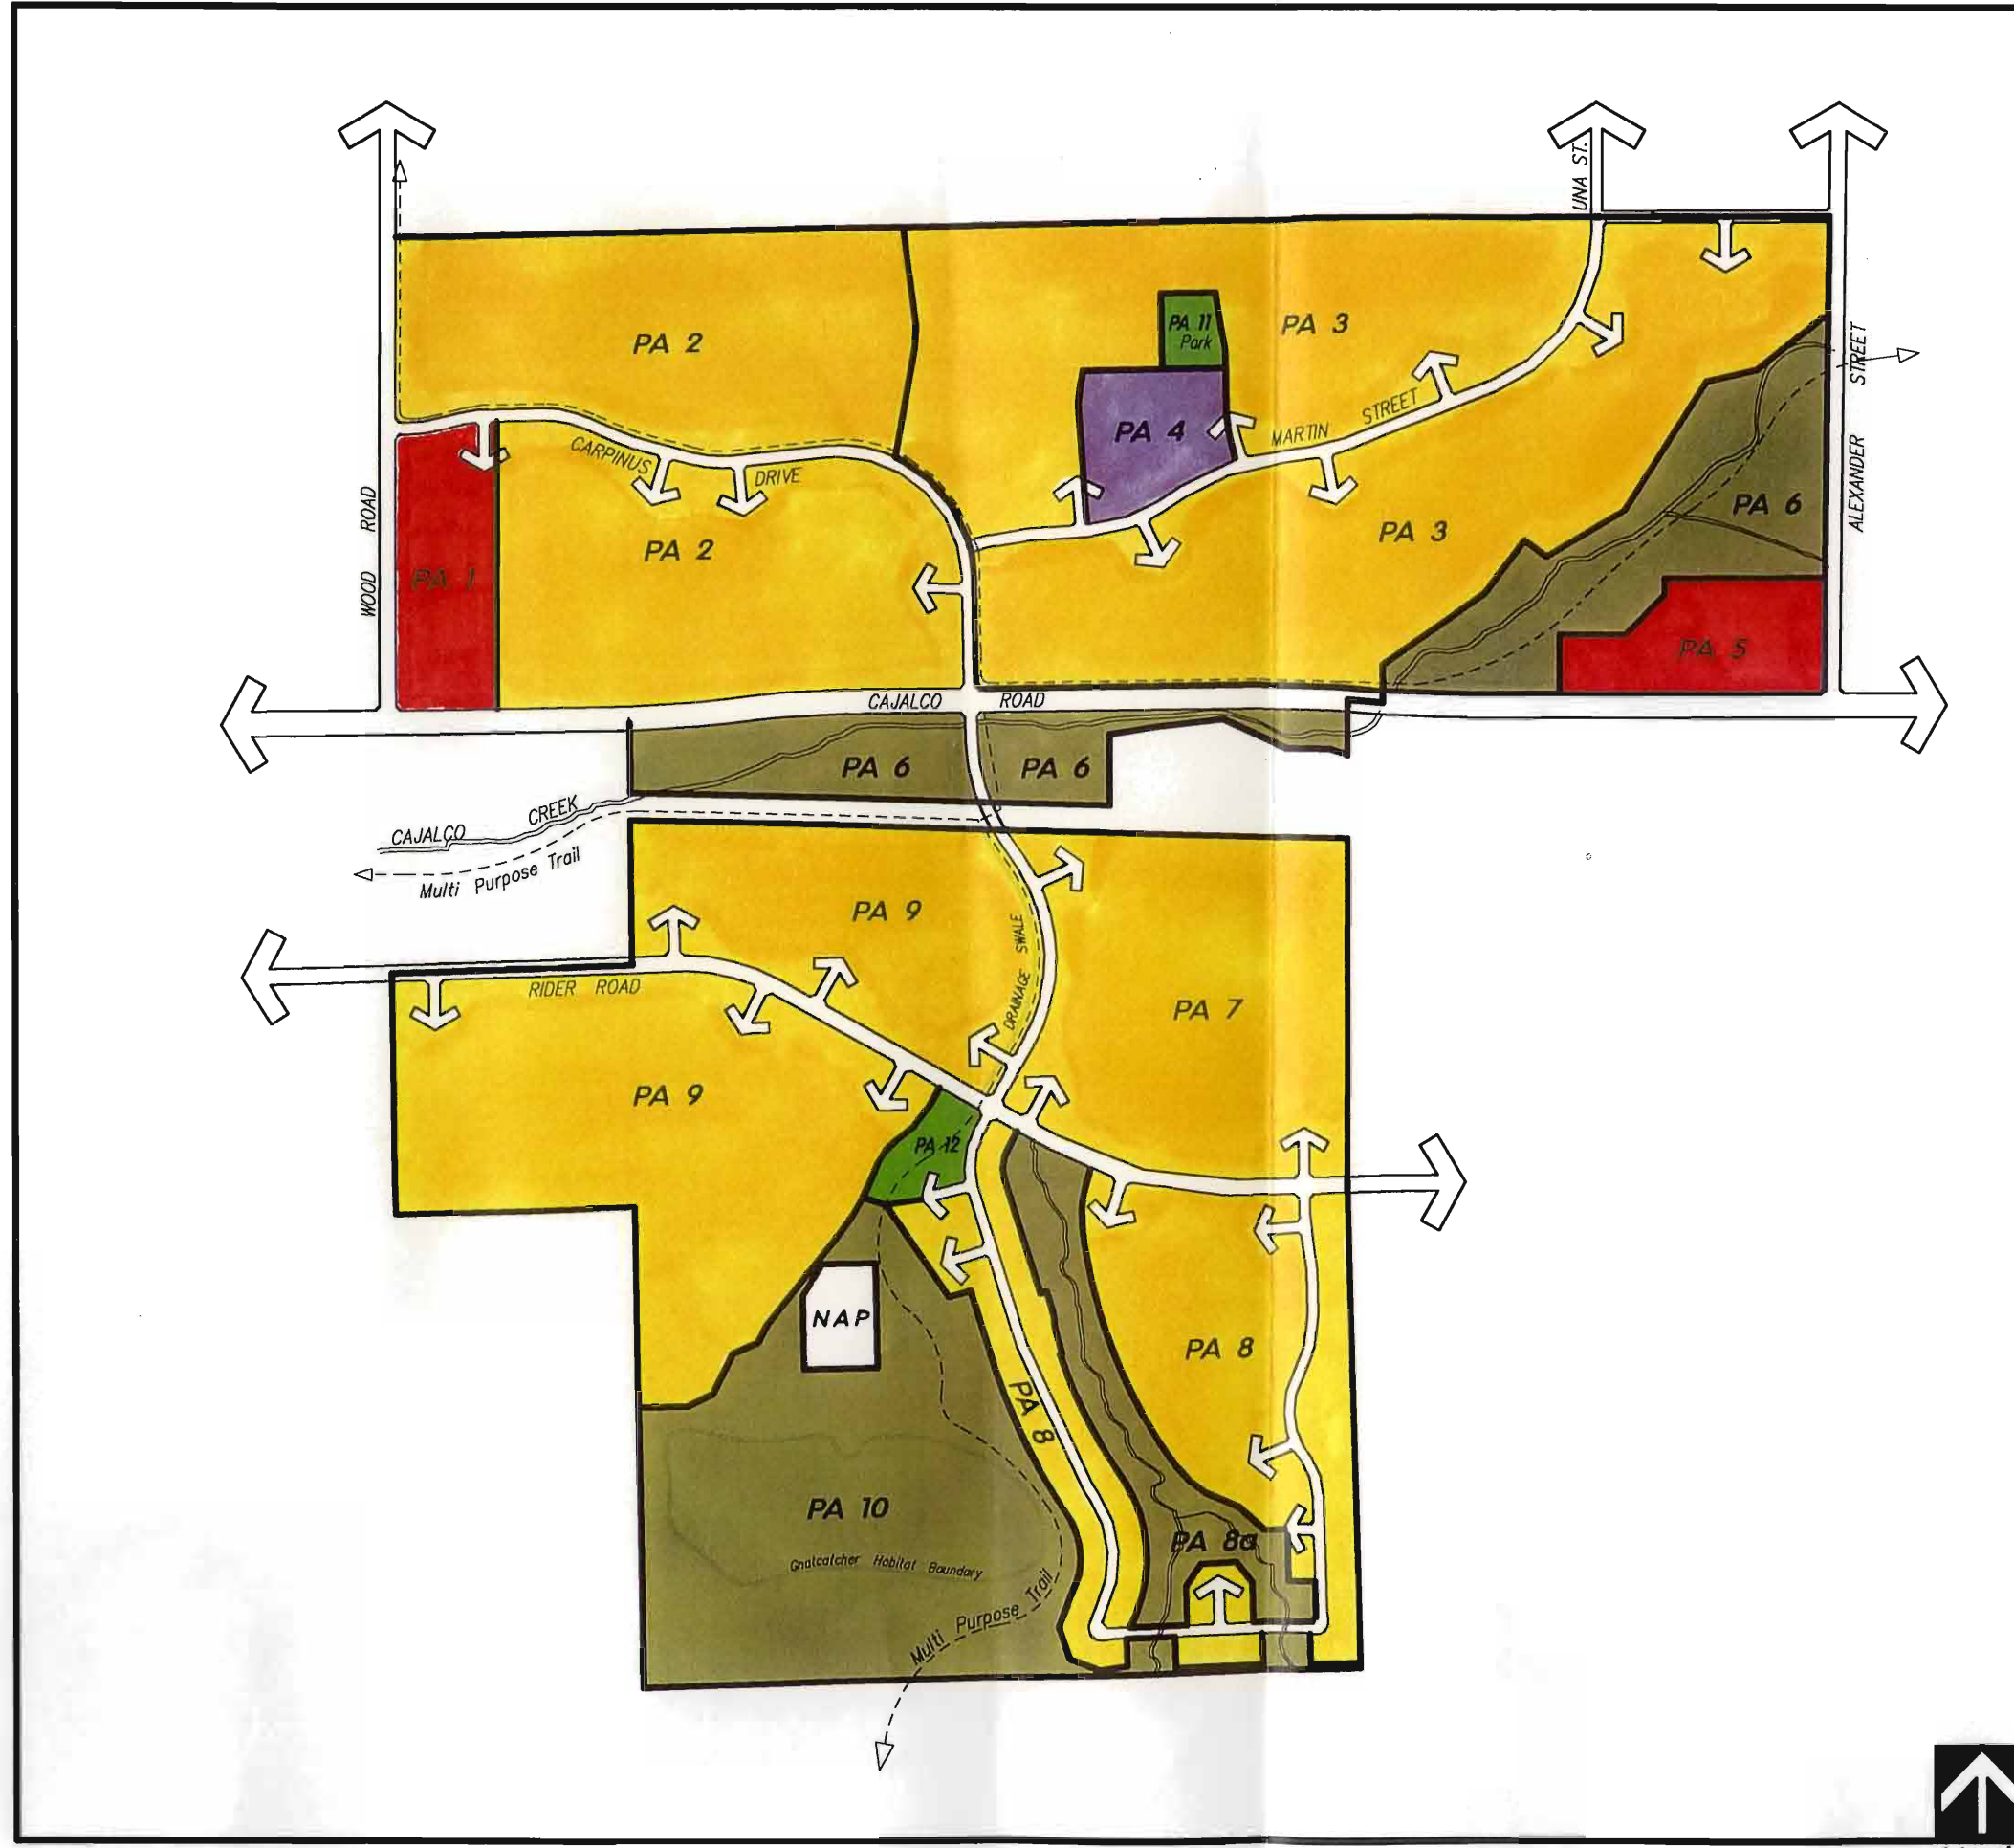 UNA ST.
PA 2
PA 11
Park
PA 3
PA 4
MARTIN STREET
ALEXANDER STREET
CARPINUS DRIVE
WOOD ROAD
PA 1
PA 2
PA 3
PA 6
PA 5
CAJALCO ROAD
PA 6
PA 6
CAJALCO CREEK
Multi Purpose Trail
PA 9
DRAINAGE SWALE
RIDER ROAD
PA 7
PA 9
PA 12
NAP
PA 8
PA 8
PA 10
PA 8a
Gnatcatcher Habitat Boundary
Multi Purpose Trail